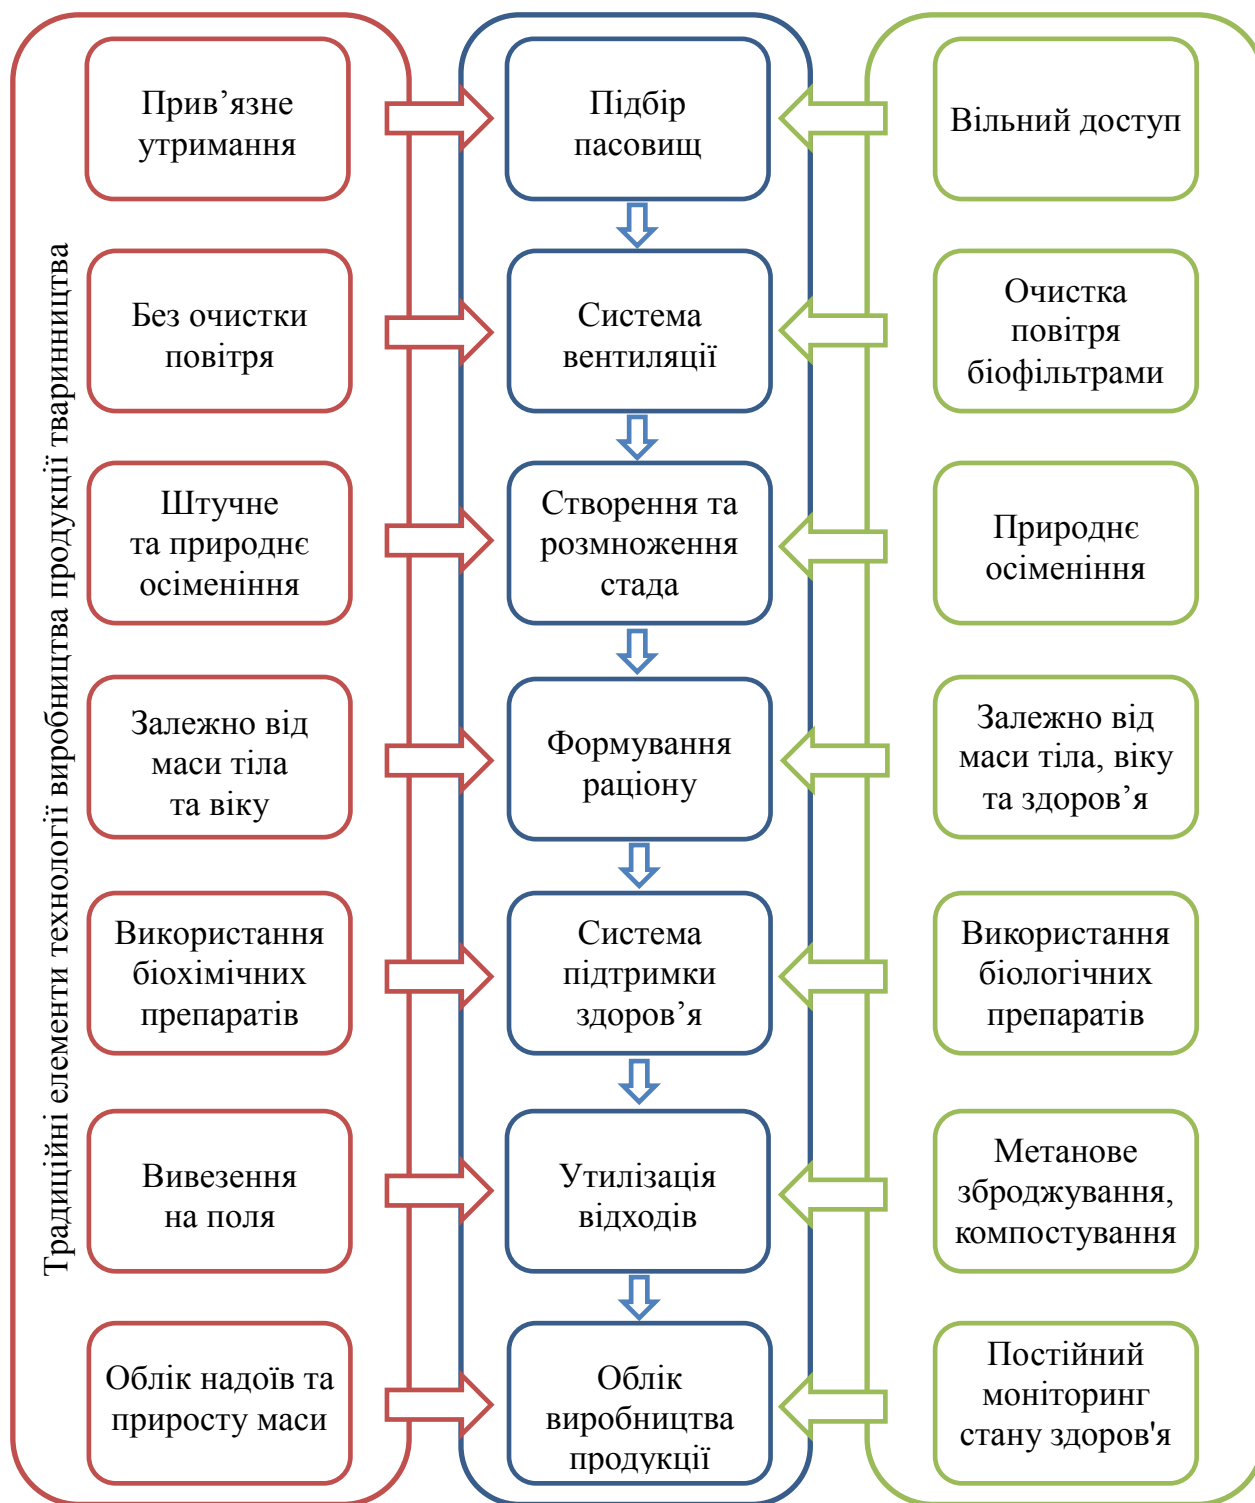 Традиційні елементи технології виробництва продукції тваринництва
Прив’язне
утримання
Підбір
пасовищ
Вільний доступ
Без очистки
повітря
Система
вентиляції
Очистка
повітря
біофільтрами
Штучне
та природнє
осіменіння
Створення та
розмноження
стада
Природнє
осіменіння
Залежно від
маси тіла
та віку
Формування
раціону
Залежно від
маси тіла, віку
та здоров’я
Використання
біохімічних
препаратів
Система
підтримки
здоров’я
Використання
біологічних
препаратів
Вивезення
на поля
Утилізація
відходів
Метанове
зброджування,
компостування
Облік надоїв та
приросту маси
Облік
виробництва
продукції
Постійний
моніторинг
стану здоров'я